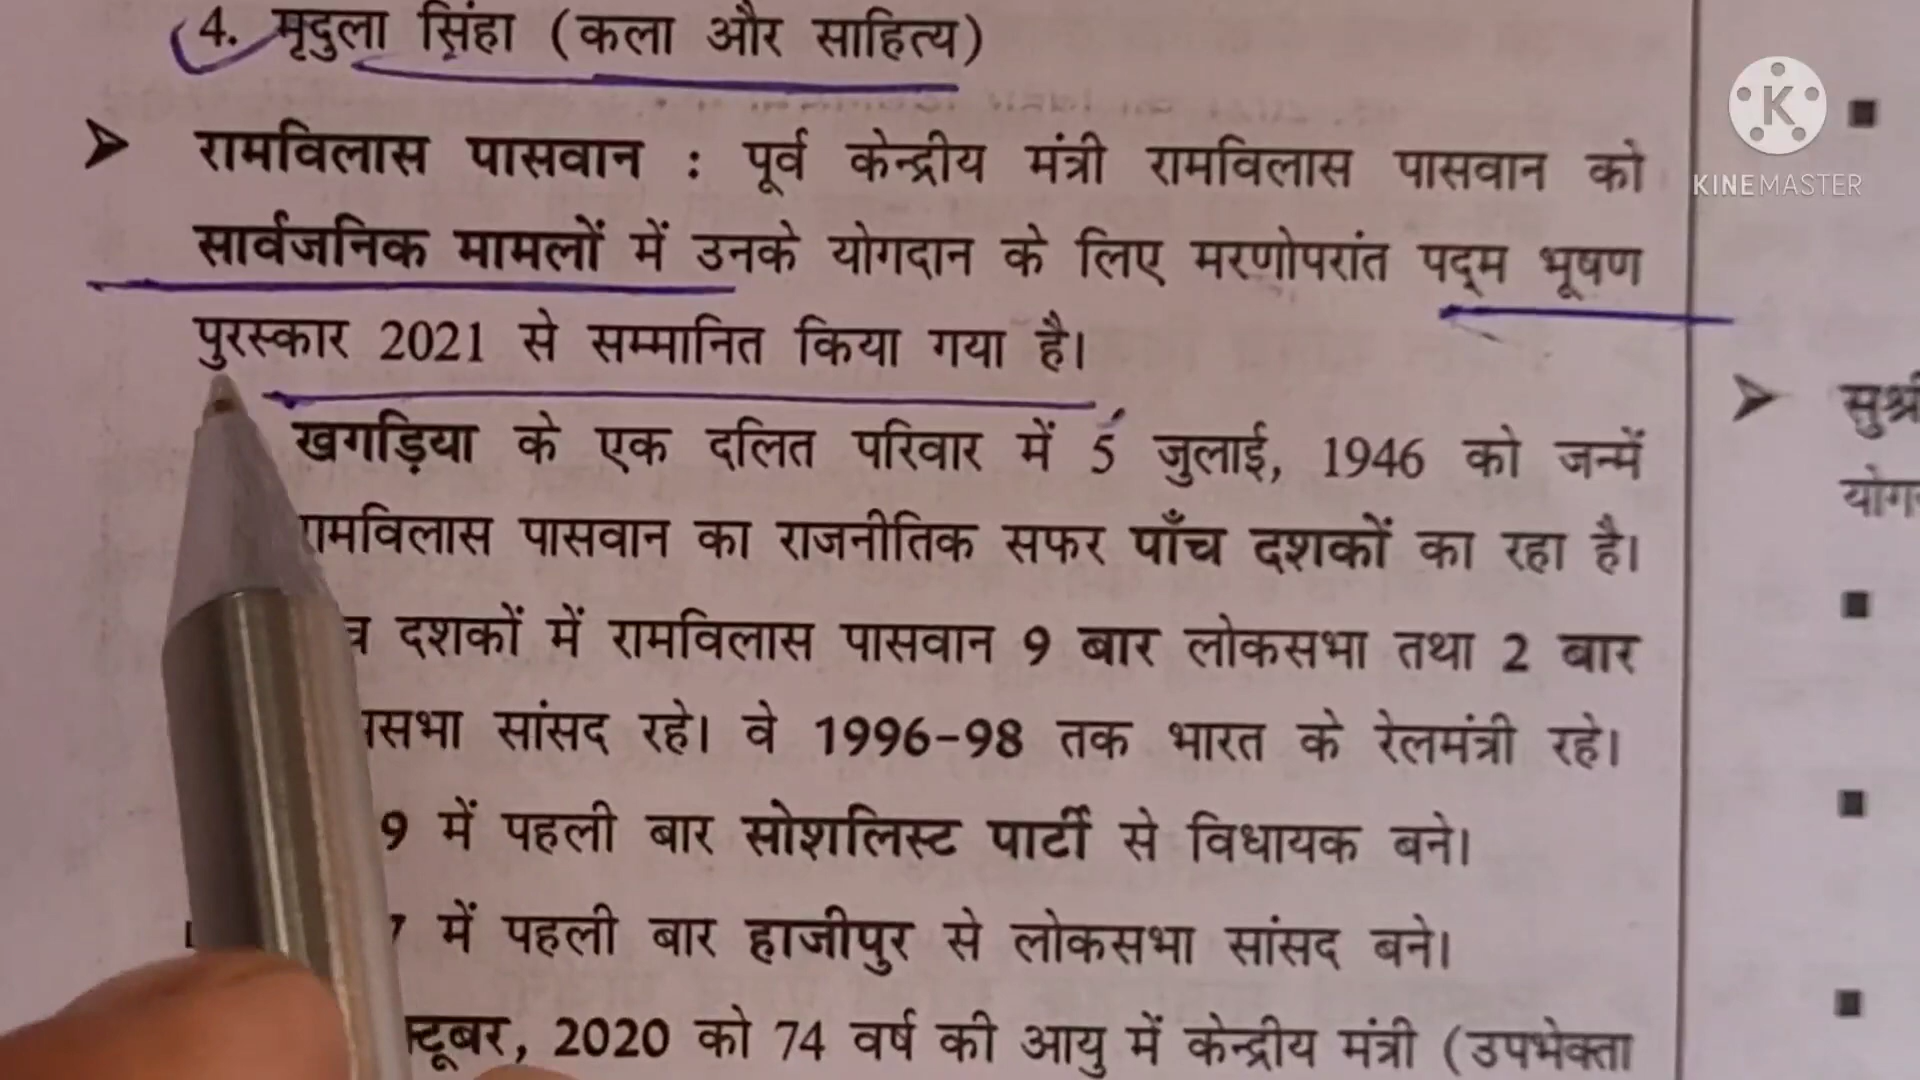 4. मृदुला सिंहा (कला और साहित्य)
रामविलास पासवान : पूर्व केन्द्रीय मंत्री रामविलास पासवान को
सार्वजनिक मामलों में उनके योगदान के लिए मरणोपरांत पद्म भूषण
पुरस्कार 2021 से सम्मानित किया गया है।
खगड़िया के एक दलित परिवार में 5 जुलाई, 1946 को जन्में
रामविलास पासवान का राजनीतिक सफर पाँच दशकों का रहा है।
दशकों में रामविलास पासवान 9 बार लोकसभा तथा 2 बार
सांसद रहे। वे 1996-98 तक भारत के रेलमंत्री रहे।
9 में पहली बार सोशलिस्ट पार्टी से विधायक बने।
7 में पहली बार हाजीपुर से लोकसभा सांसद बने।
2020 को 74 वर्ष की आयु में केन्द्रीय मंत्री (उपभेक्ता
K
KINEMASTER